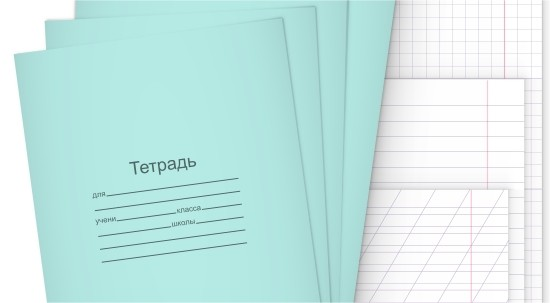 Тетрадь
для
учени класса
школы